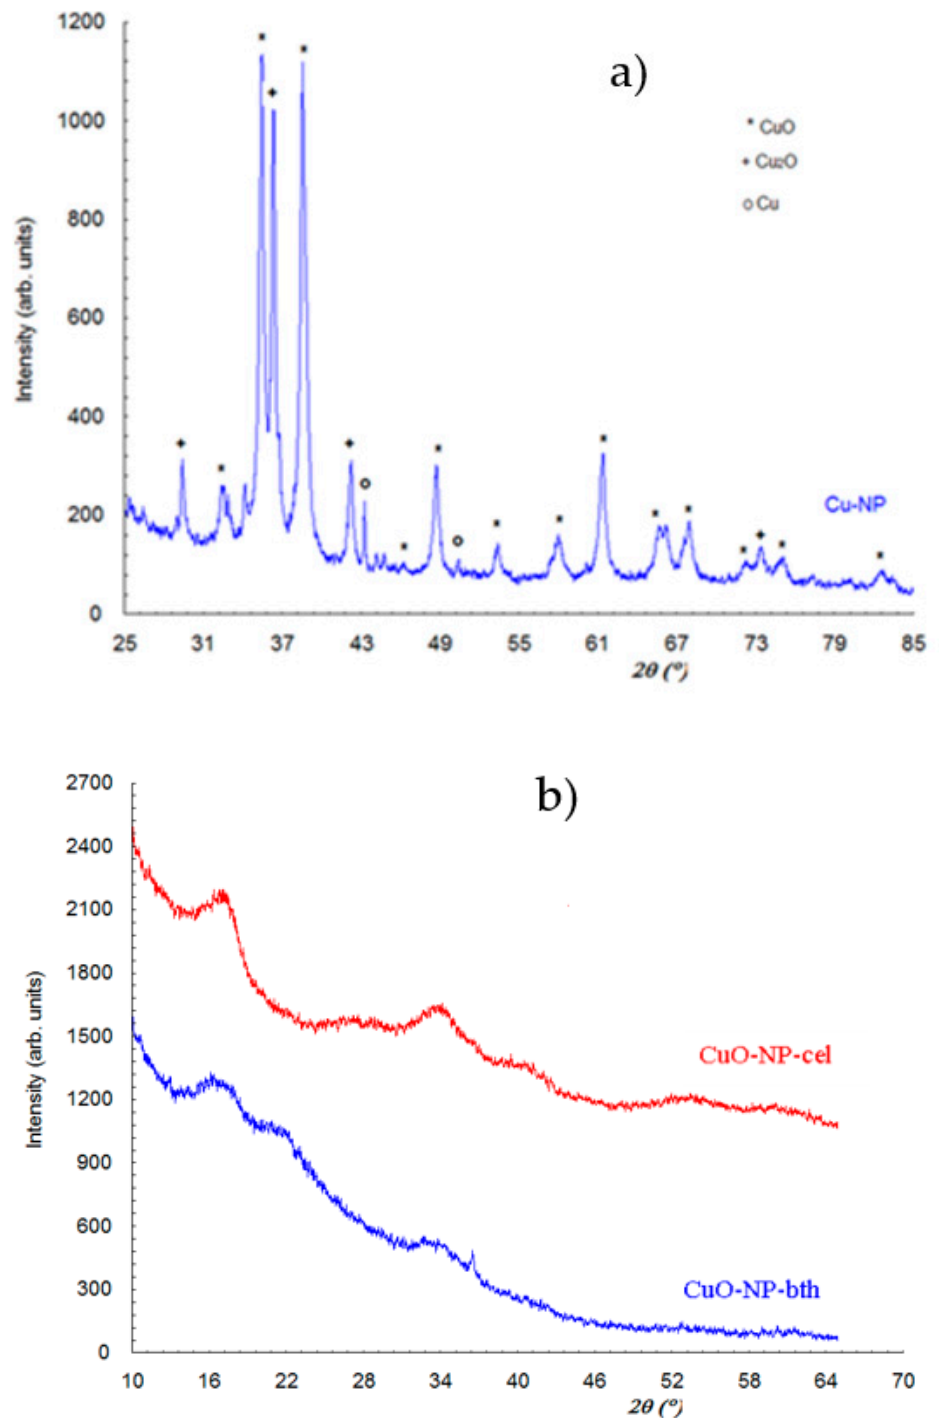 a)
1200
1000
800
600
400
200
0
Intensity (arb. units)
* CuO
+ Cu₂O
o Cu
Cu-NP
25 31 37 43 49 55 61 67 73 79 85
2θ (°)
b)
2700
2400
2100
1800
1500
1200
900
600
300
0
Intensity (arb. units)
CuO-NP-cel
CuO-NP-bth
10 16 22 28 34 40 46 52 58 64 70
2θ (°)